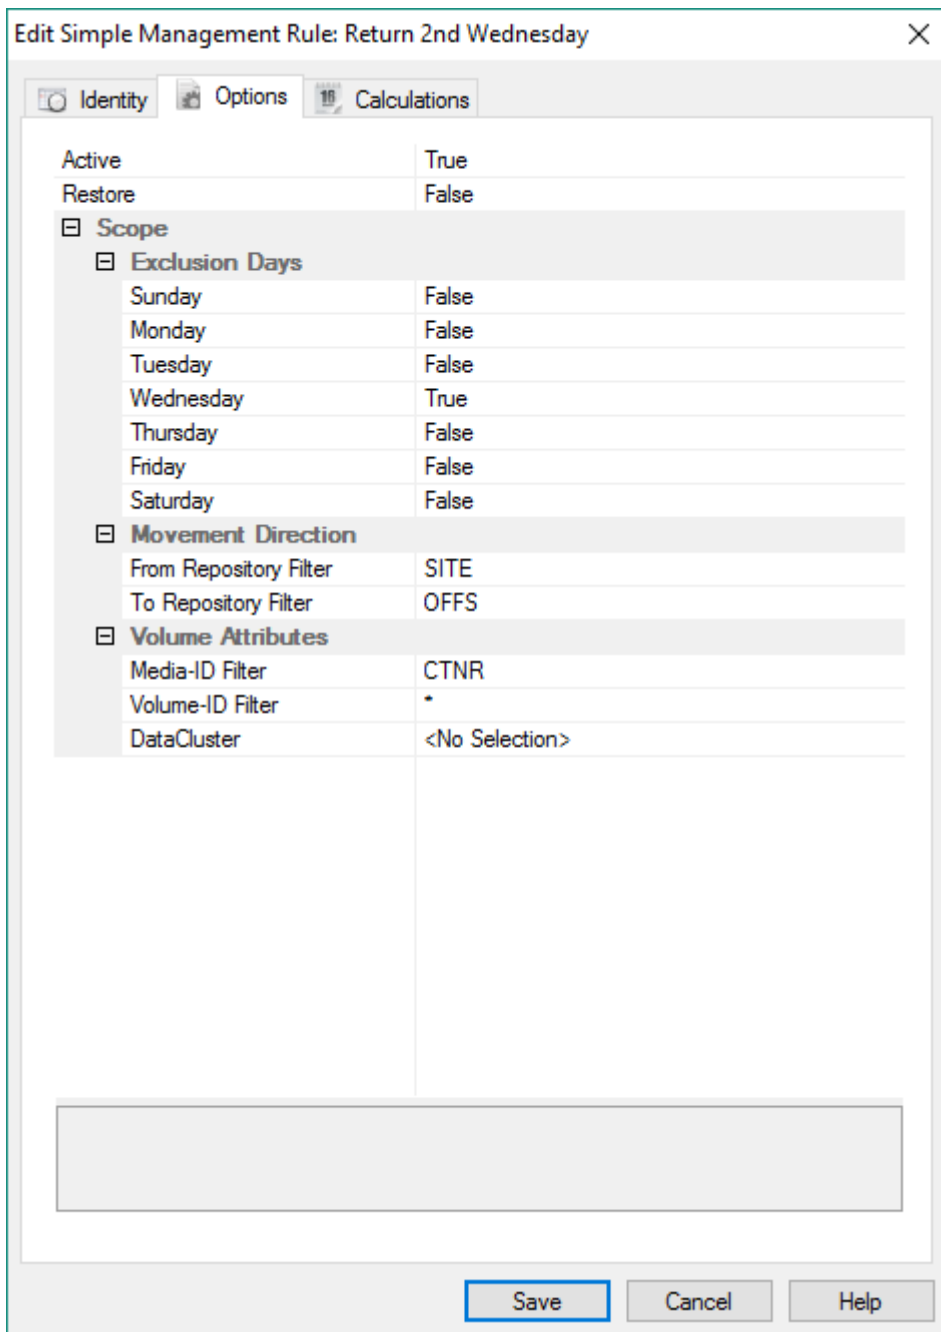 Edit Simple Management Rule: Return 2nd Wednesday
Identity Options 16 Calculations
Active True
Restore False
Scope
Exclusion Days
Sunday False
Monday False
Tuesday False
Wednesday True
Thursday False
Friday False
Saturday False
Movement Direction
From Repository Filter SITE
To Repository Filter OFFS
Volume Attributes
Media-ID Filter CTNR
Volume-ID Filter *
DataCluster <No Selection>
Save Cancel Help